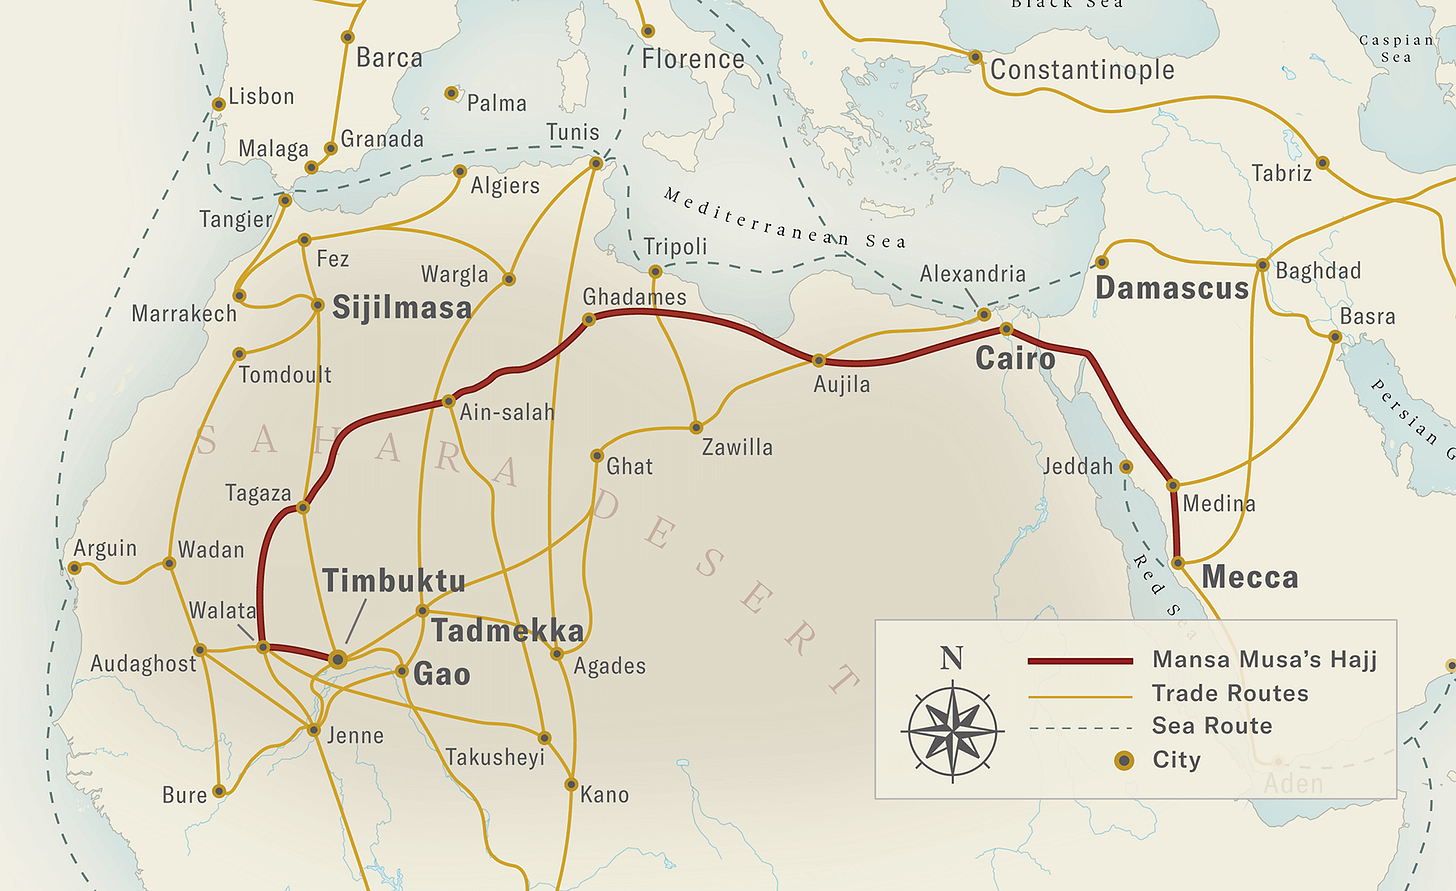 Black Sea
Caspian
Sea
Barca
Florence
Constantinople
Lisbon
Palma
Granada
Malaga
Tunis
Tabriz
Algiers
Tangier
Mediterranean Sea
Fez
Tripoli
Wargla
Alexandria
Baghdad
Damascus
Ghadames
Sijilmasa
Marrakech
Basra
Cairo
Tomdoult
Aujila
Persian G
Ain-salah
SAHARA DESERT
Zawilla
Ghat
Jeddah
Tagaza
Medina
Arguin
Wadan
Timbuktu
Mecca
Red Sea
Walata
Tadmekka
Audaghost
Gao
Agades
Jenne
Takusheyi
Bure
Kano
N
Mansa Musa’s Hajj
Trade Routes
Sea Route
City
Aden